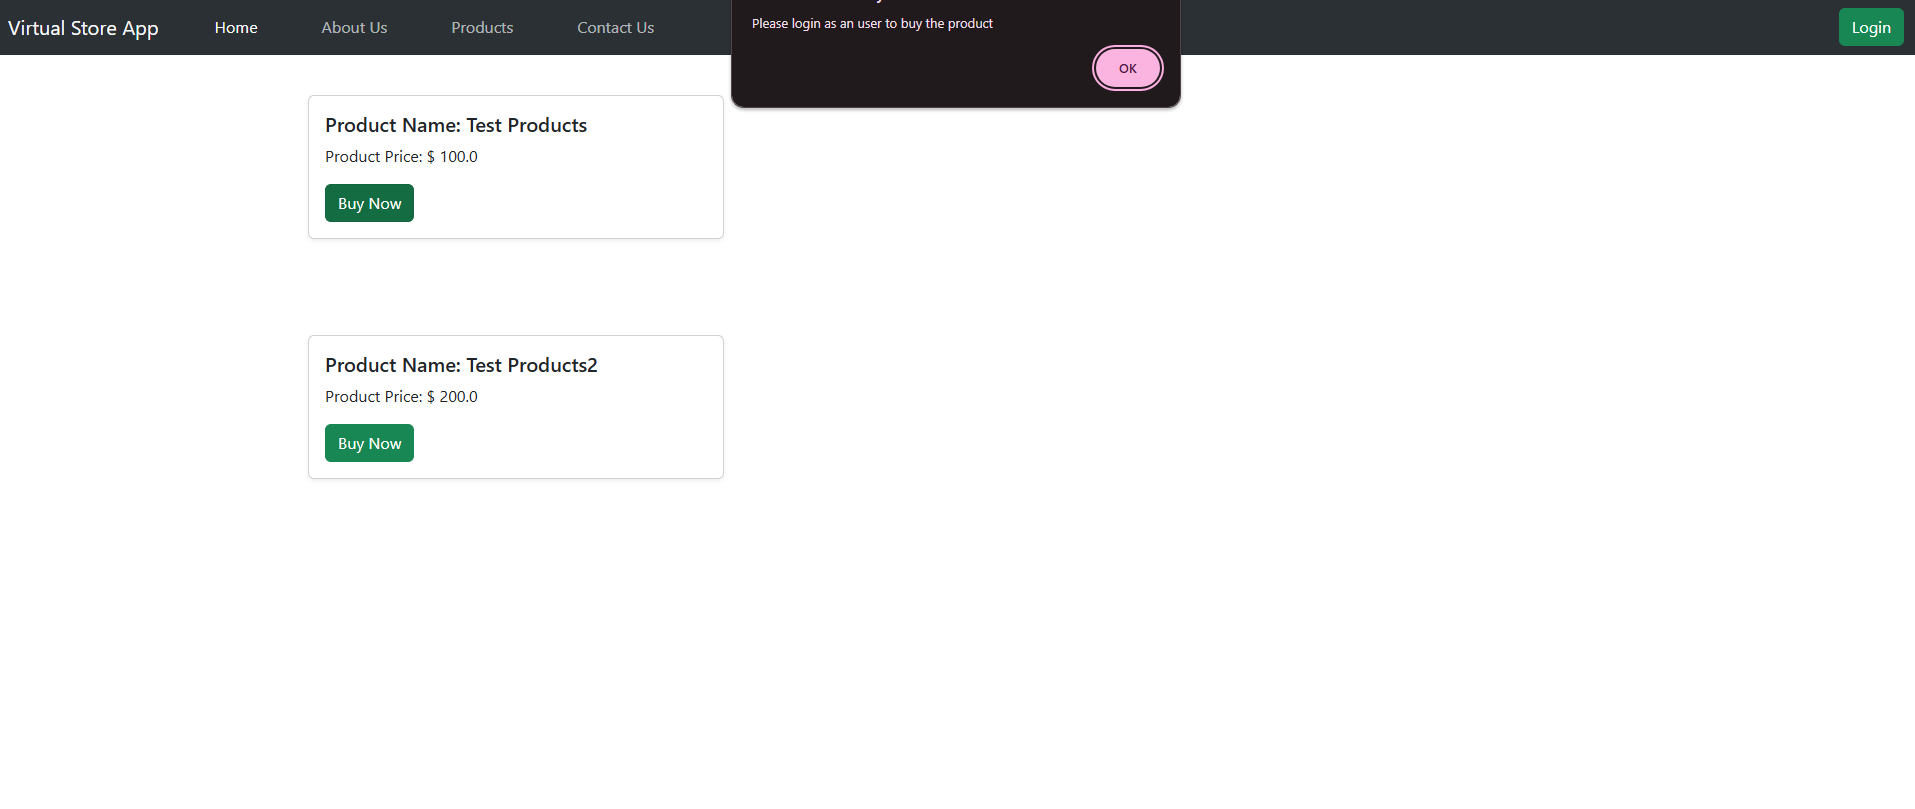 Virtual Store App Home About Us Products Contact Us Login
Please login as an user to buy the product
OK
Product Name: Test Products
Product Price: $ 100.0
Buy Now
Product Name: Test Products2
Product Price: $ 200.0
Buy Now